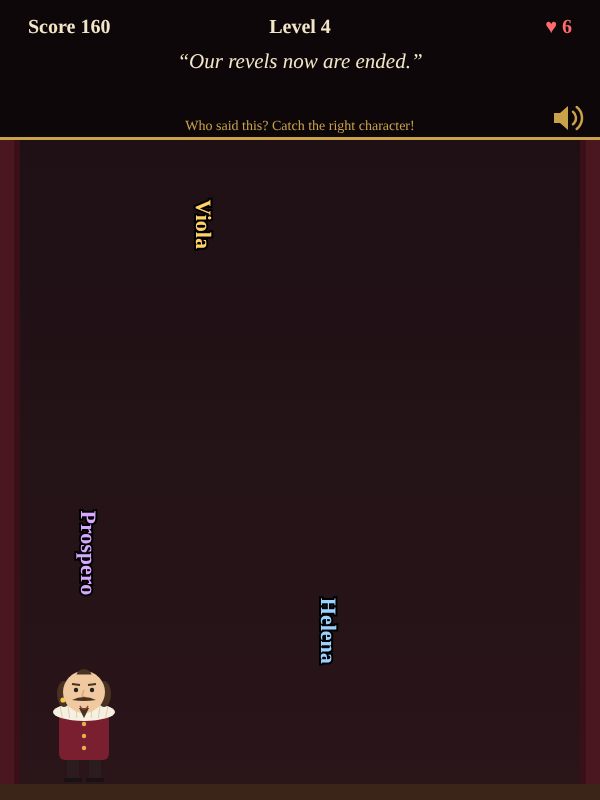 Score 160
Level 4
♥ 6
“Our revels now are ended.”
Who said this? Catch the right character!
Viola
Prospero
Helena